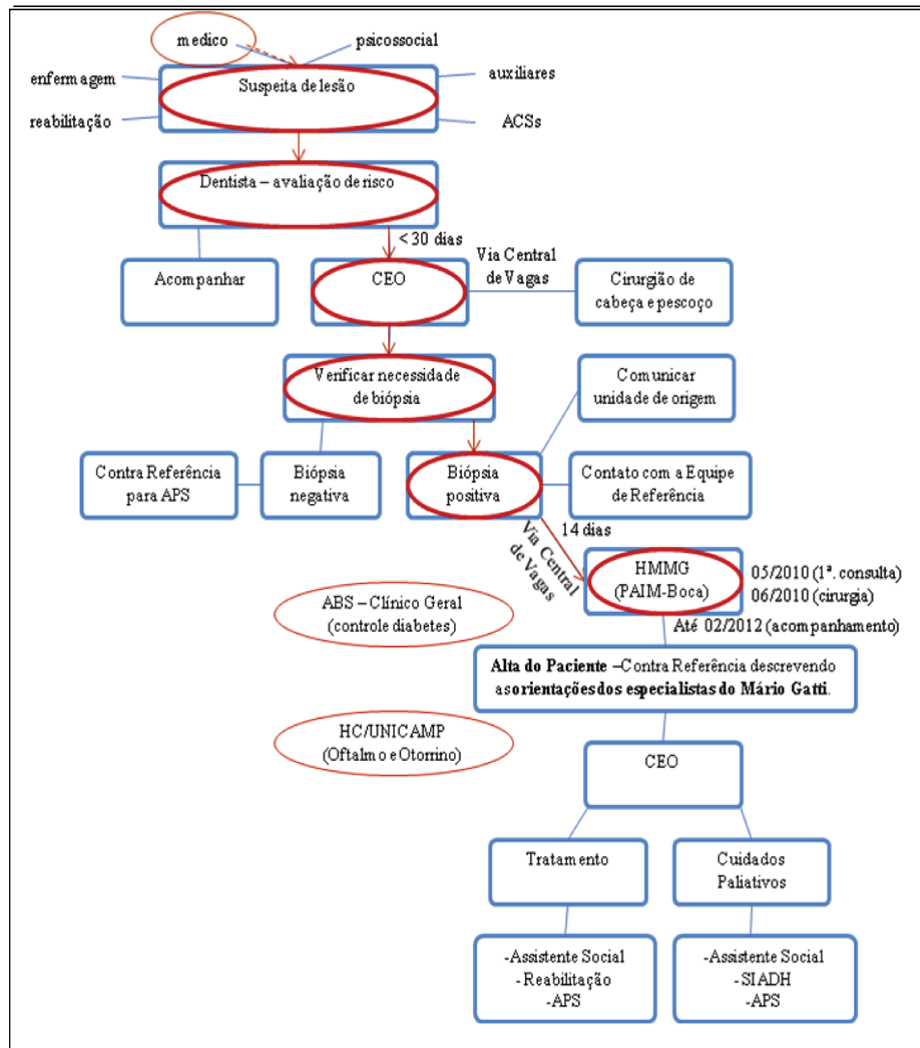 medico
psicossocial
enfermagem
auxiliares
Suspeita de lesão
reabilitação
ACSs
Dentista – avaliação de risco
< 30 dias
Acompanhar
CEO
Via Central
de Vagas
Cirurgião de
cabeça e pescoço
Verificar necessidade
de biópsia
Comunicar
unidade de origem
Contra Referência
para APS
Biópsia
negativa
Biópsia
positiva
Contato com a Equipe
de Referência
14 dias
Via Central
de Vagas
HMMG
(PAIM-Boca)
05/2010 (1ª. consulta)
06/2010 (cirurgia)
ABS – Clínico Geral
(controle diabetes)
Até 02/2012 (acompanhamento)
Alta do Paciente –Contra Referência descrevendo
as orientações dos especialistas do Mário Gatti.
HC/UNICAMP
(Oftalmo e Otorrino)
CEO
Tratamento
Cuidados
Paliativos
-Assistente Social
-Reabilitação
-APS
-Assistente Social
-SIADH
-APS